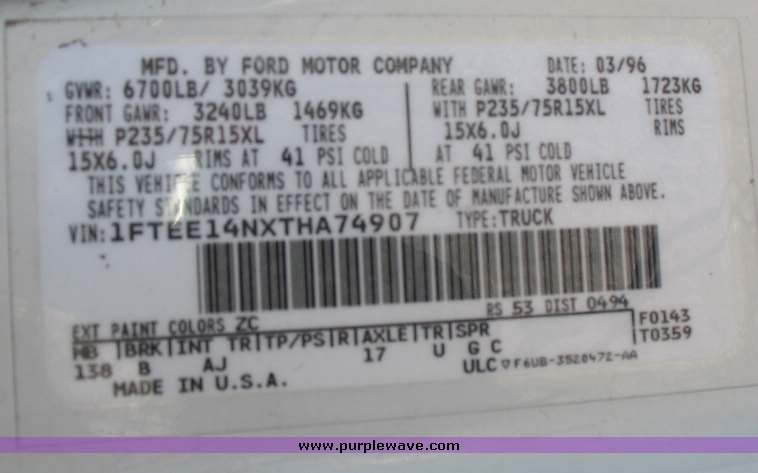 MFD. BY FORD MOTOR COMPANY
DATE: 03/96
GVWR: 6700LB/ 3039KG
FRONT GAWR: 3240LB 1469KG
WITH P235/75R15XL TIRES
15X6.0J RIMS AT 41 PSI COLD
REAR GAWR: 3800LB 1723KG
WITH P235/75R15XL TIRES
15X6.0J RIMS
AT 41 PSI COLD
THIS VEHICLE CONFORMS TO ALL APPLICABLE FEDERAL MOTOR VEHICLE
SAFETY STANDARDS IN EFFECT ON THE DATE OF MANUFACTURE SHOWN ABOVE.
VIN: 1FTEE14NXTHA74907 TYPE: TRUCK
RS 53 DIST 0494
EXT PAINT COLORS ZC
F0143
T0359
WB BRK INT TR TP/PS R AXLE TR SPR
138 B AJ 17 U G C
MADE IN U.S.A.
ULC F6UB-3520472-AA
www.purplewave.com